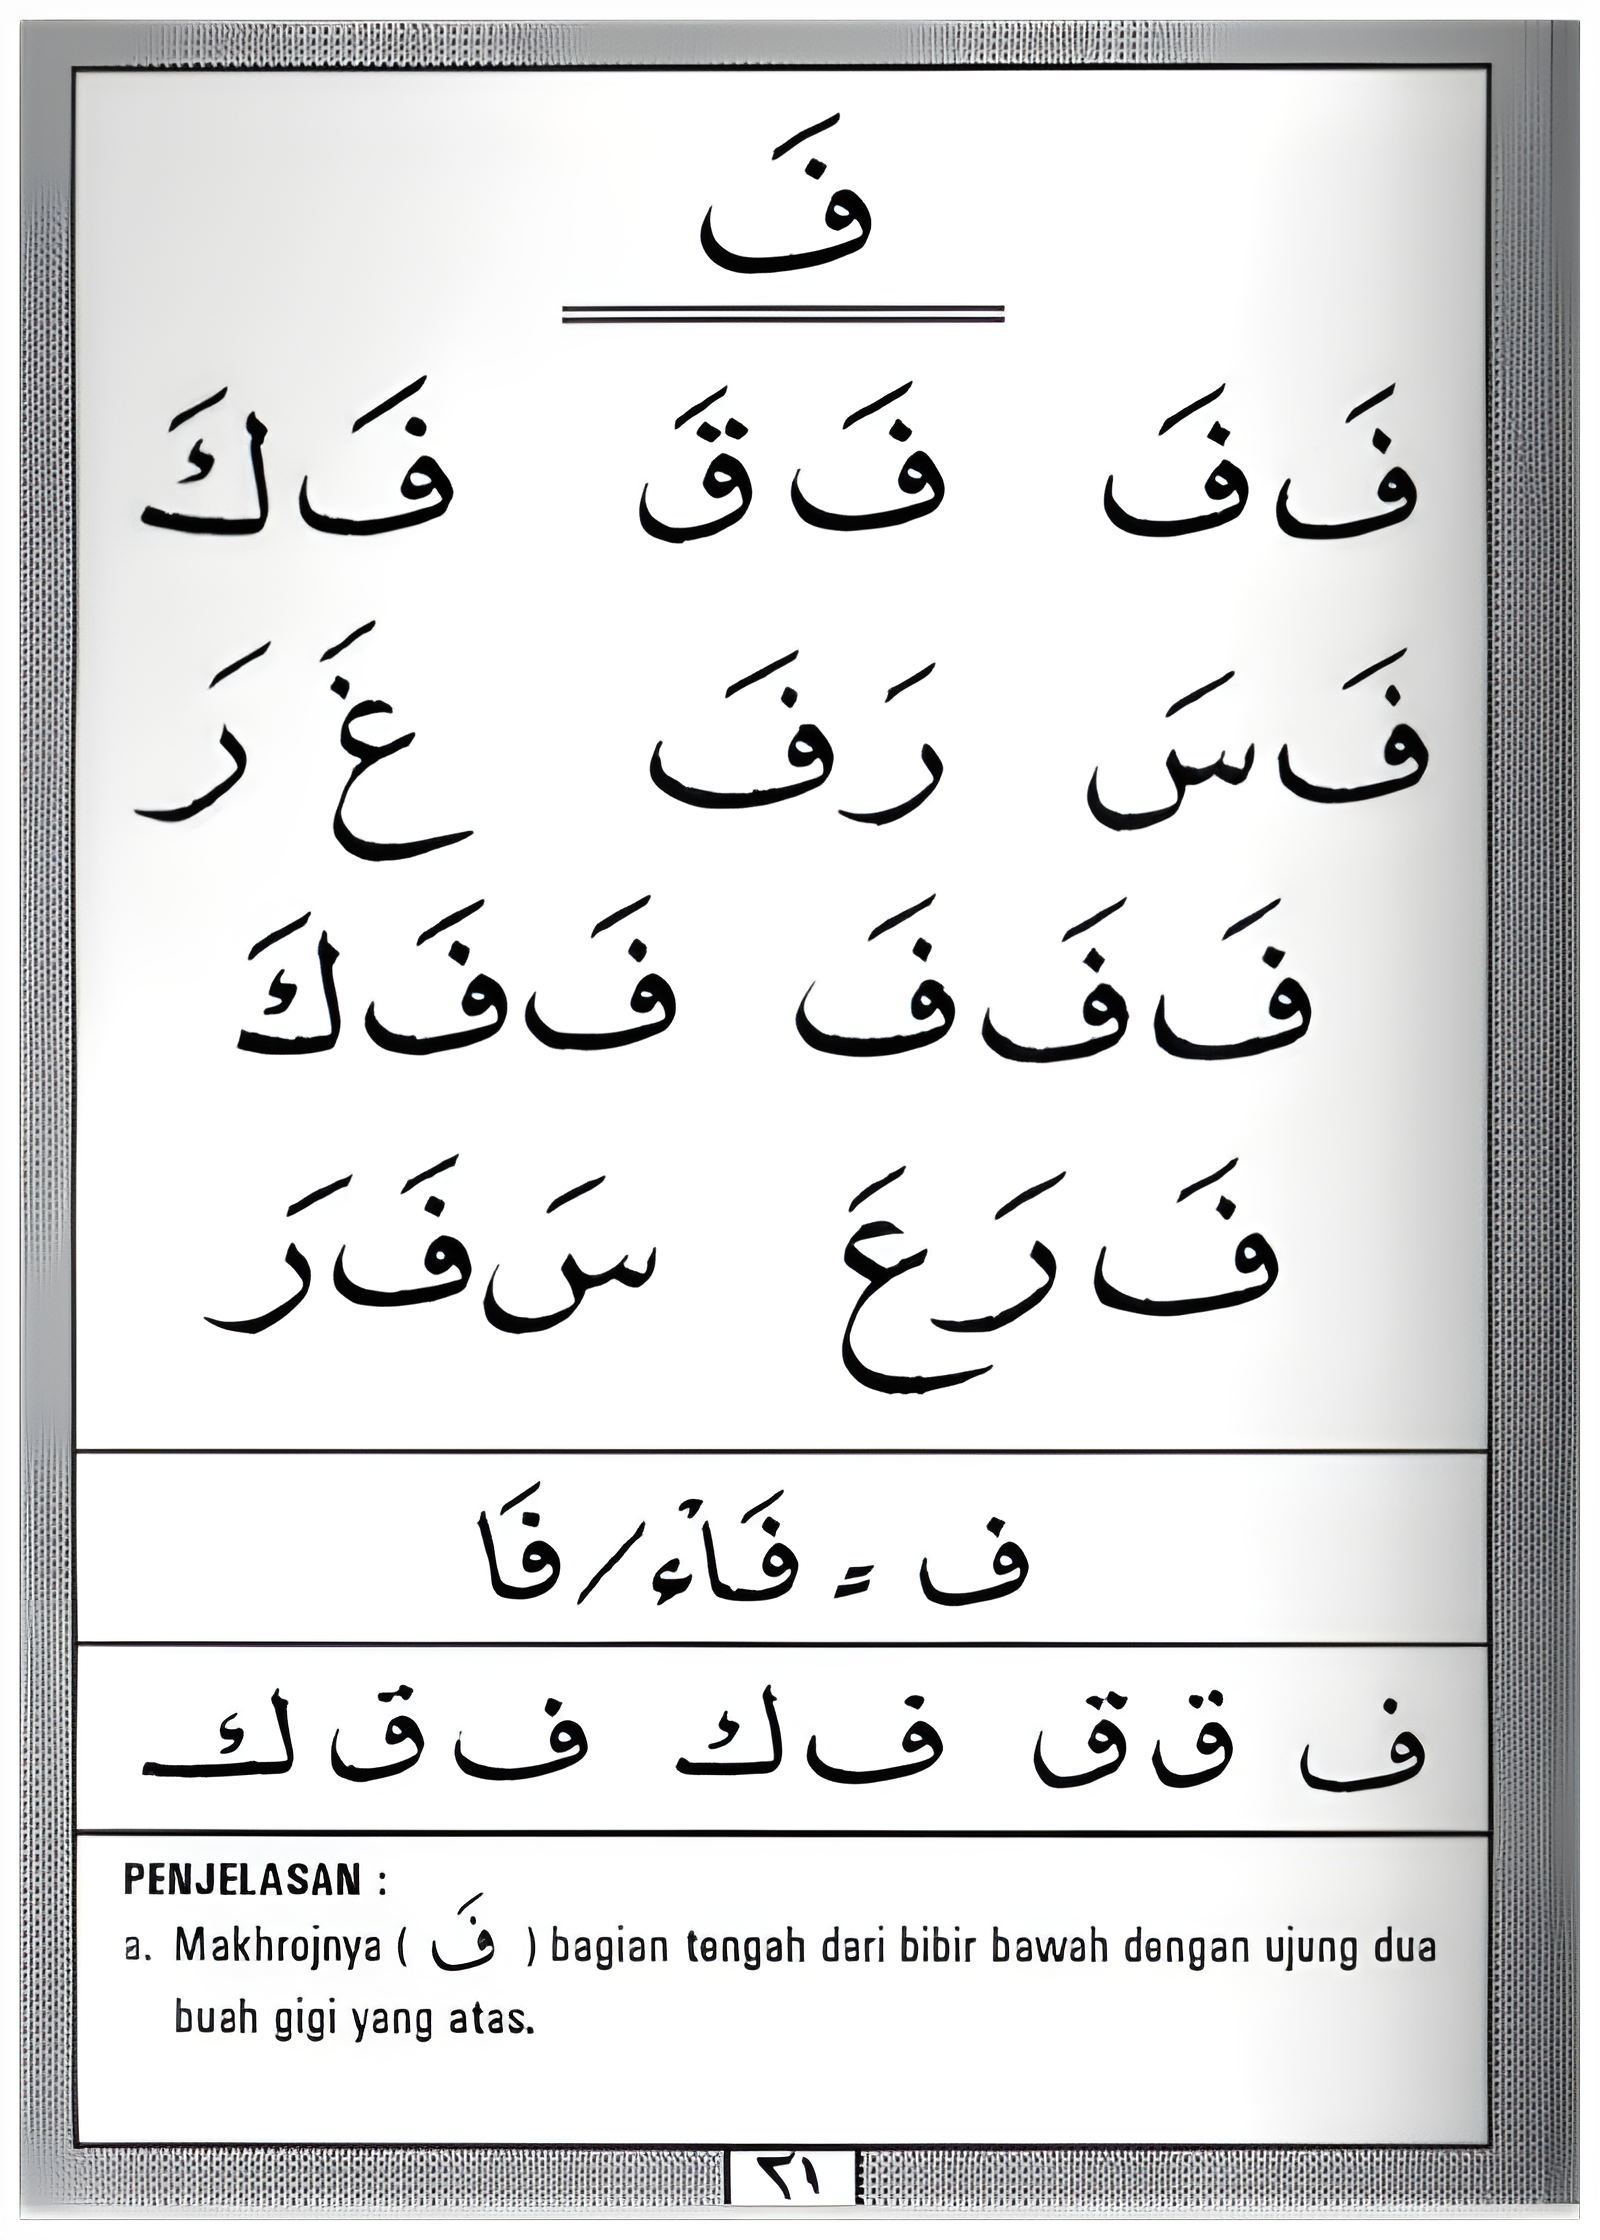 فَ
فَ فَ فَ قَ فَ كَ
فَ سَ رَ فَ غَ رَ
فَ فَ فَ فَ فَ كَ
فَ رَ عَ سَ فَ رَ
ف = فَاْء / فَا
ف ق ق ف ك ف ق ك
PENJELASAN :
a. Makhrojnya ( فَ ) bagian tengah dari bibir bawah dengan ujung dua
buah gigi yang atas.
٢١